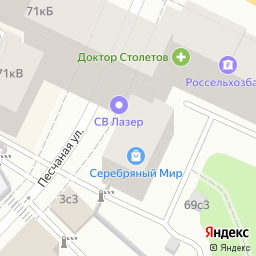 71кБ
Доктор Столетов
Россельхозба
71кВ
СВ Лазер
Песчаная ул.
Серебряный Мир
3с3
69с3
Яндекс